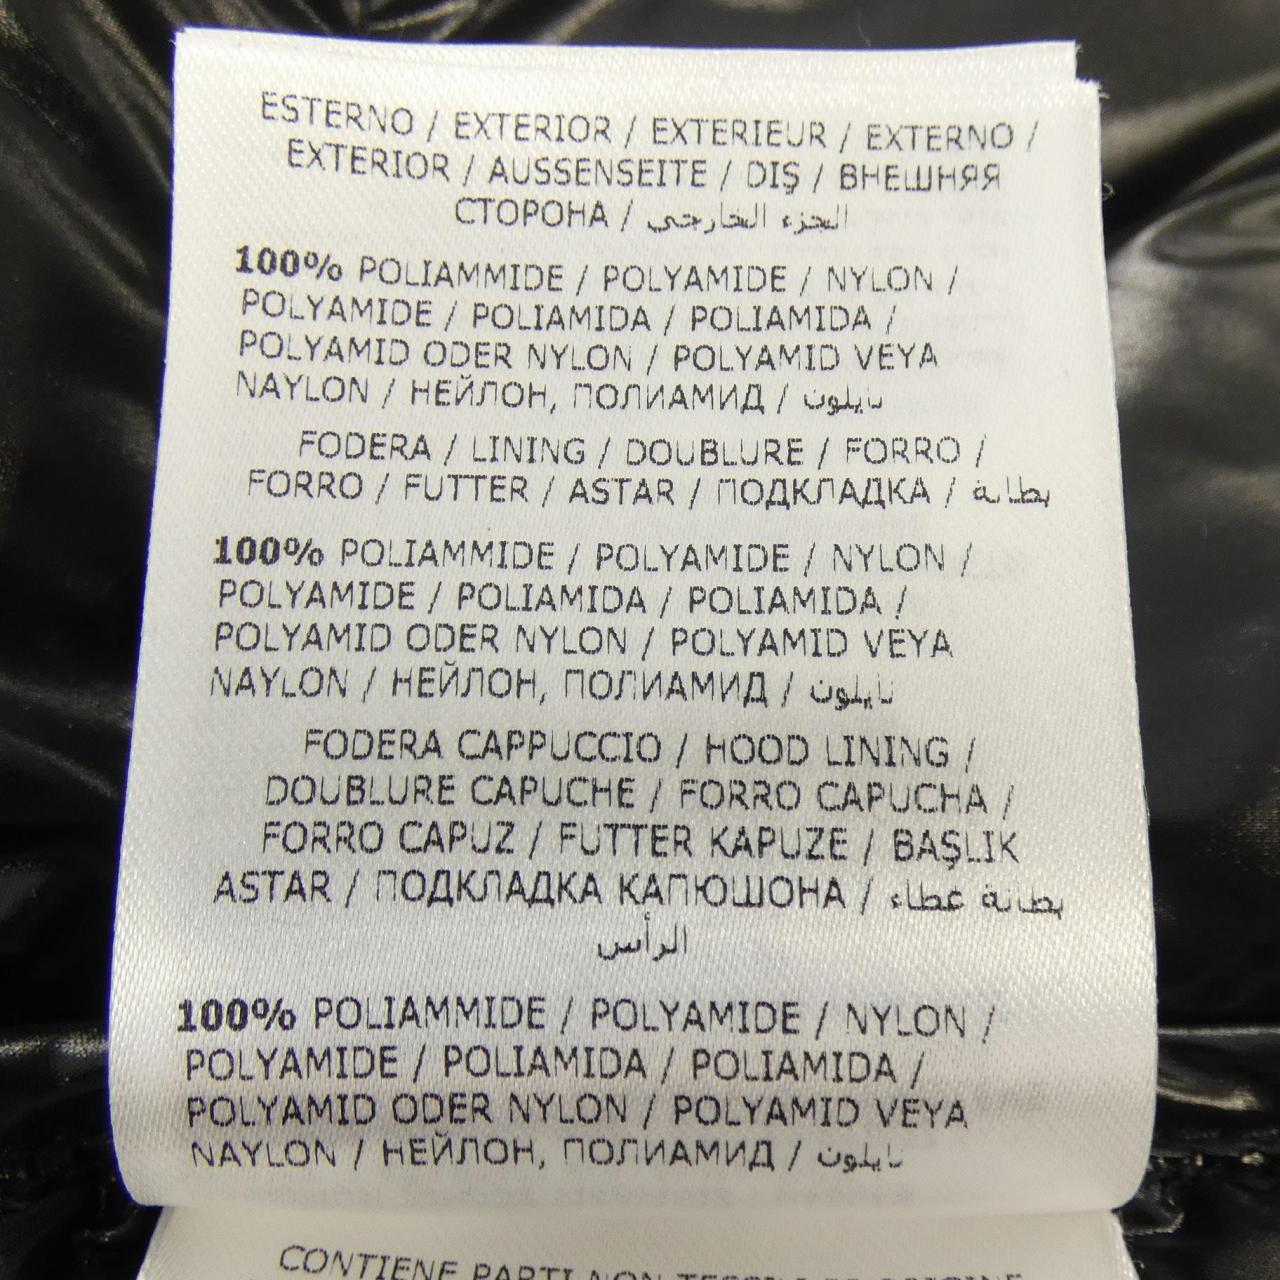 ESTERNO / EXTERIOR / EXTERIEUR / EXTERNO /
EXTERIOR / AUSSENSEITE / DIŞ / ВНЕШНЯЯ
СТОРОНА / الجزء الخارجي
100% POLIAMMIDE / POLYAMIDE / NYLON /
POLYAMIDE / POLIAMIDA / POLIAMIDA /
POLYAMID ODER NYLON / POLYAMID VEYA
NAYLON / НЕЙЛОН, ПОЛИАМИД / نايلون
FODERA / LINING / DOUBLURE / FORRO /
FORRO / FUTTER / ASTAR / ПОДКЛАДКА / بطانة
100% POLIAMMIDE / POLYAMIDE / NYLON /
POLYAMIDE / POLIAMIDA / POLIAMIDA /
POLYAMID ODER NYLON / POLYAMID VEYA
NAYLON / НЕЙЛОН, ПОЛИАМИД / نايلون
FODERA CAPPUCCIO / HOOD LINING /
DOUBLURE CAPUCHE / FORRO CAPUCHA /
FORRO CAPUZ / FUTTER KAPUZE / BAŞLIK
ASTAR / ПОДКЛАДКА КАПЮШОНА / بطانة غطاء
الرأس
100% POLIAMMIDE / POLYAMIDE / NYLON /
POLYAMIDE / POLIAMIDA / POLIAMIDA /
POLYAMID ODER NYLON / POLYAMID VEYA
NAYLON / НЕЙЛОН, ПОЛИАМИД / نايلون
CONTIENE PARTI NON